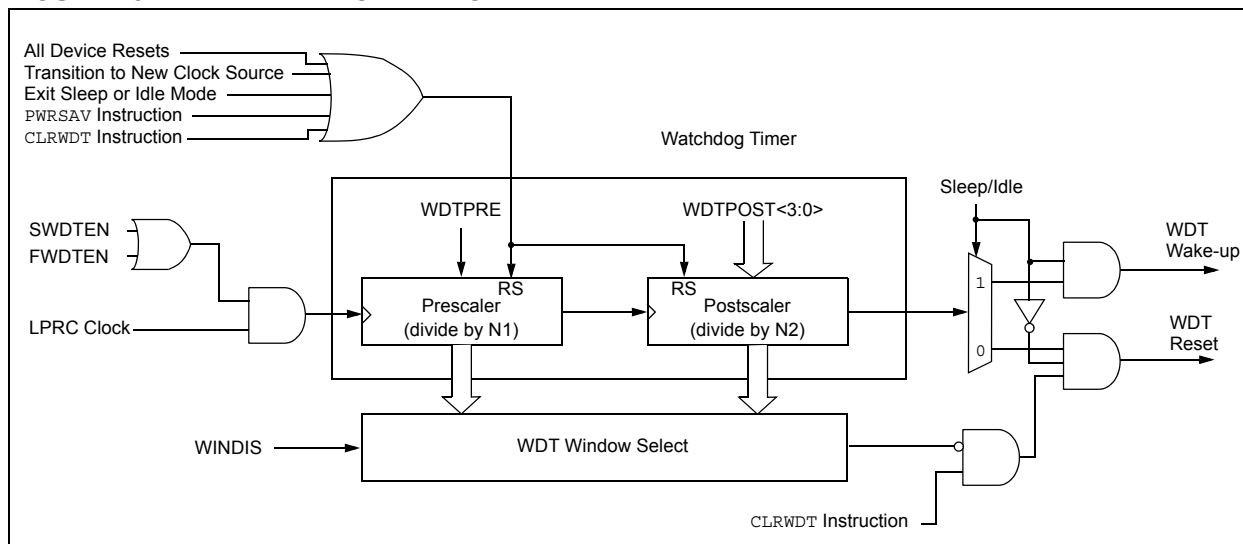 All Device Resets
Transition to New Clock Source
Exit Sleep or Idle Mode
PWRSAV Instruction
CLRWDT Instruction
Watchdog Timer
Sleep/Idle
WDTPRE
WDTPOST<3:0>
SWDTEN
FWDTEN
WDT
Wake-up
RS
RS
1
Prescaler
(divide by N1)
Postscaler
(divide by N2)
LPRC Clock
WDT
Reset
0
WINDIS
WDT Window Select
CLRWDT Instruction